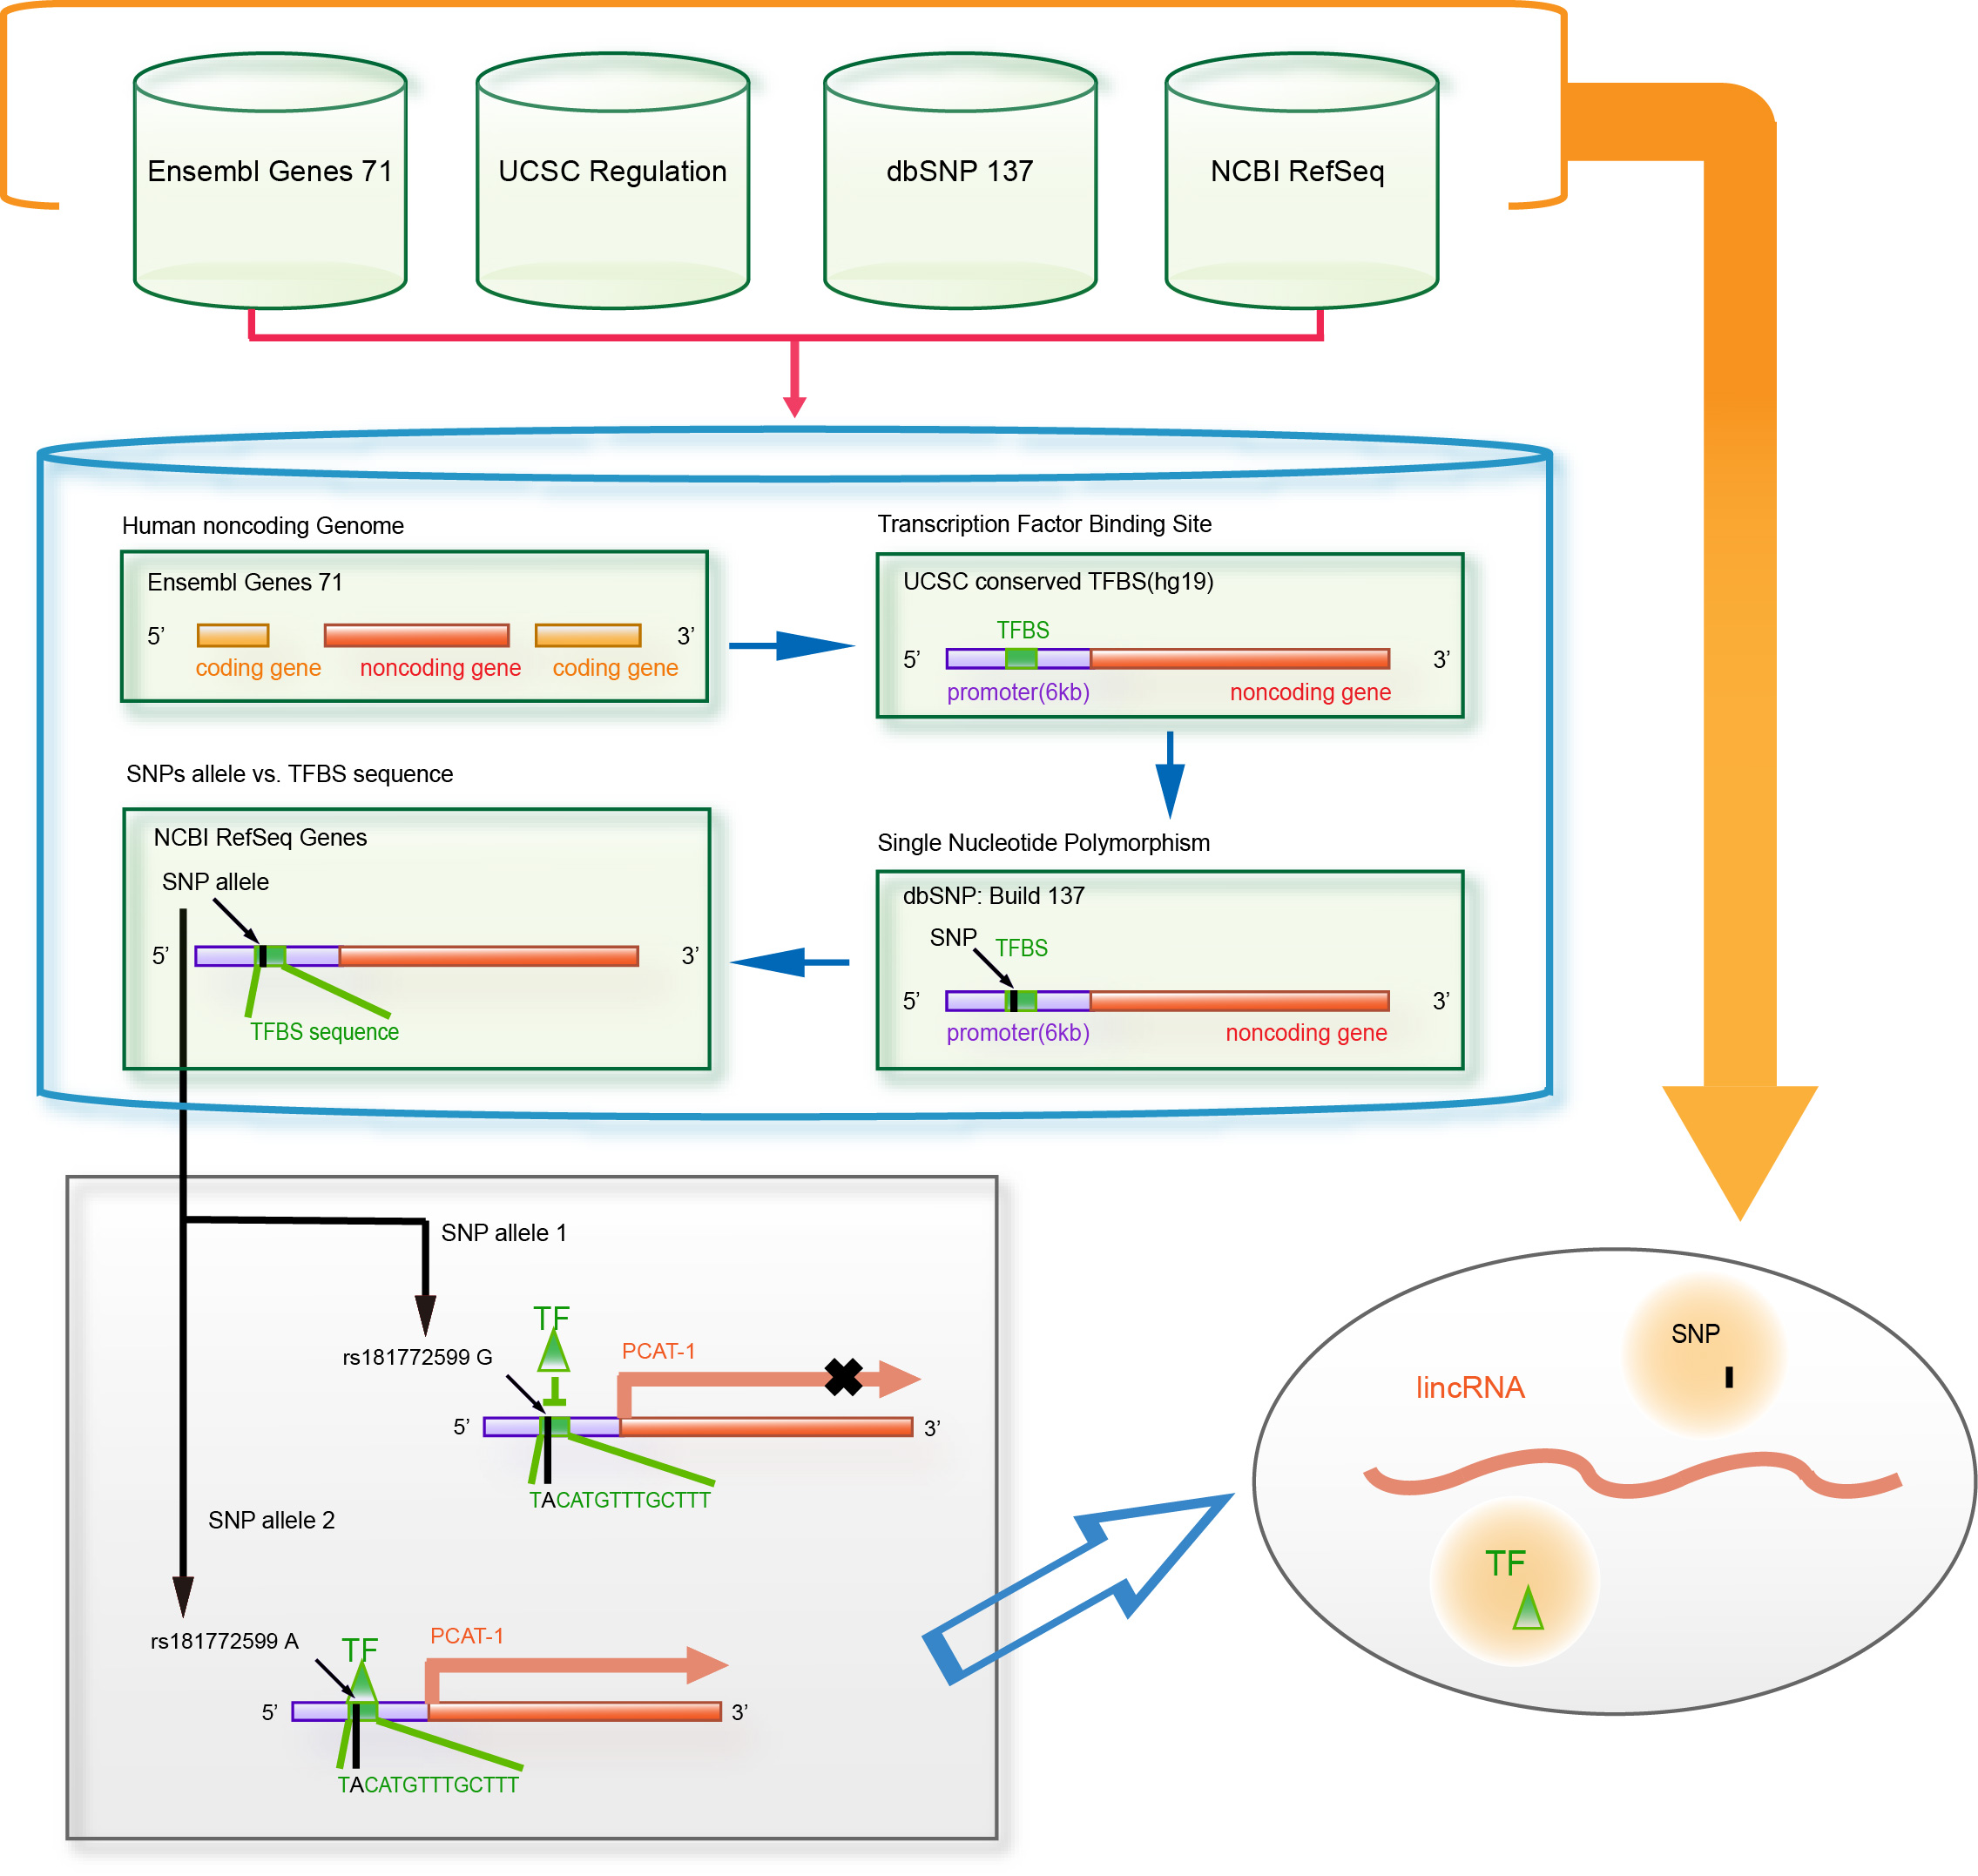 Ensembl Genes 71
UCSC Regulation
dbSNP 137
NCBI RefSeq
Human noncoding Genome
Ensembl Genes 71
5’
3’
coding gene
noncoding gene
coding gene
Transcription Factor Binding Site
UCSC conserved TFBS(hg19)
TFBS
5’
3’
promoter(6kb)
noncoding gene
SNPs allele vs. TFBS sequence
NCBI RefSeq Genes
SNP allele
5’
3’
TFBS sequence
Single Nucleotide Polymorphism
dbSNP: Build 137
SNP
TFBS
5’
3’
promoter(6kb)
noncoding gene
SNP allele 1
TF
rs181772599 G
PCAT-1
5’
3’
TACATGTTTGCTTT
SNP allele 2
rs181772599 A
TF
PCAT-1
5’
3’
TACATGTTTGCTTT
SNP
lincRNA
TF